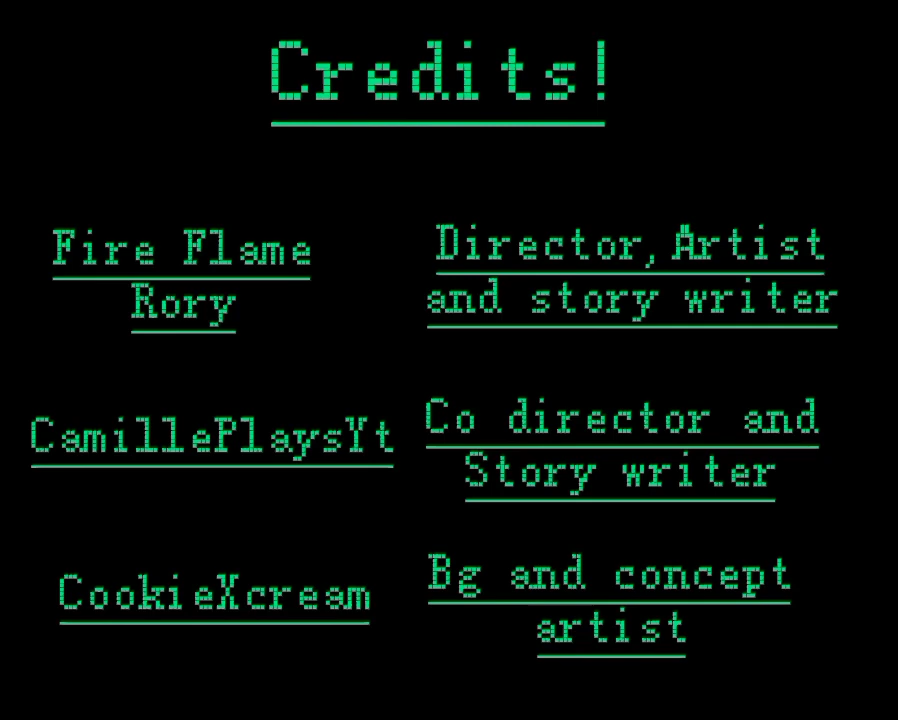 Credits!
Fire Flame
Rory
Director, Artist
and story writer
CamillePlaysYt
Co director and
Story writer
CookieXcream
Bg and concept
artist